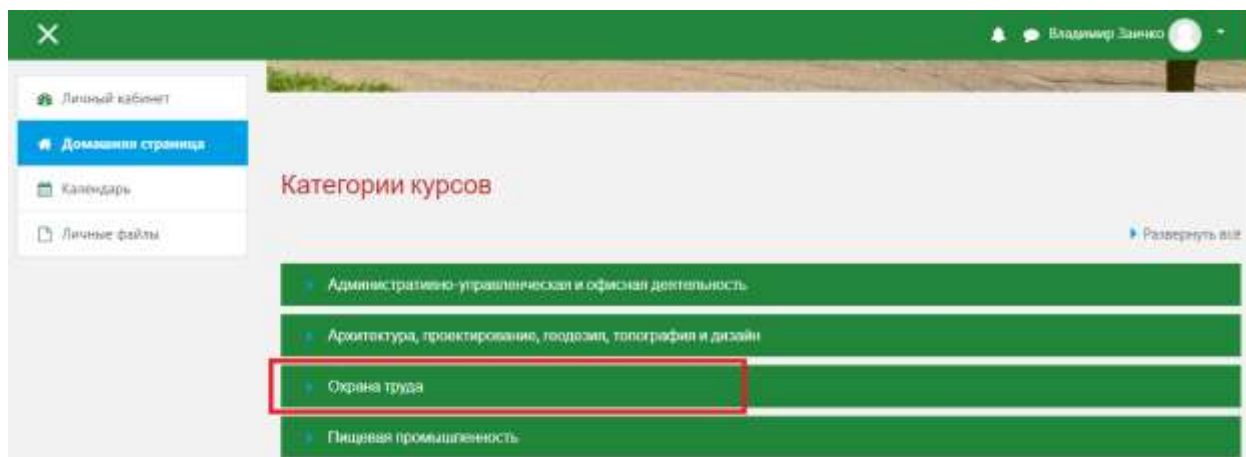 Владимир Заичко
Личный кабинет
Домашняя страница
Календарь
Личные файлы
Категории курсов
Развернуть всё
Административно-управленческая и офисная деятельность
Архитектура, проектирование, геодезия, топография и дизайн
Охрана труда
Пищевая промышленность